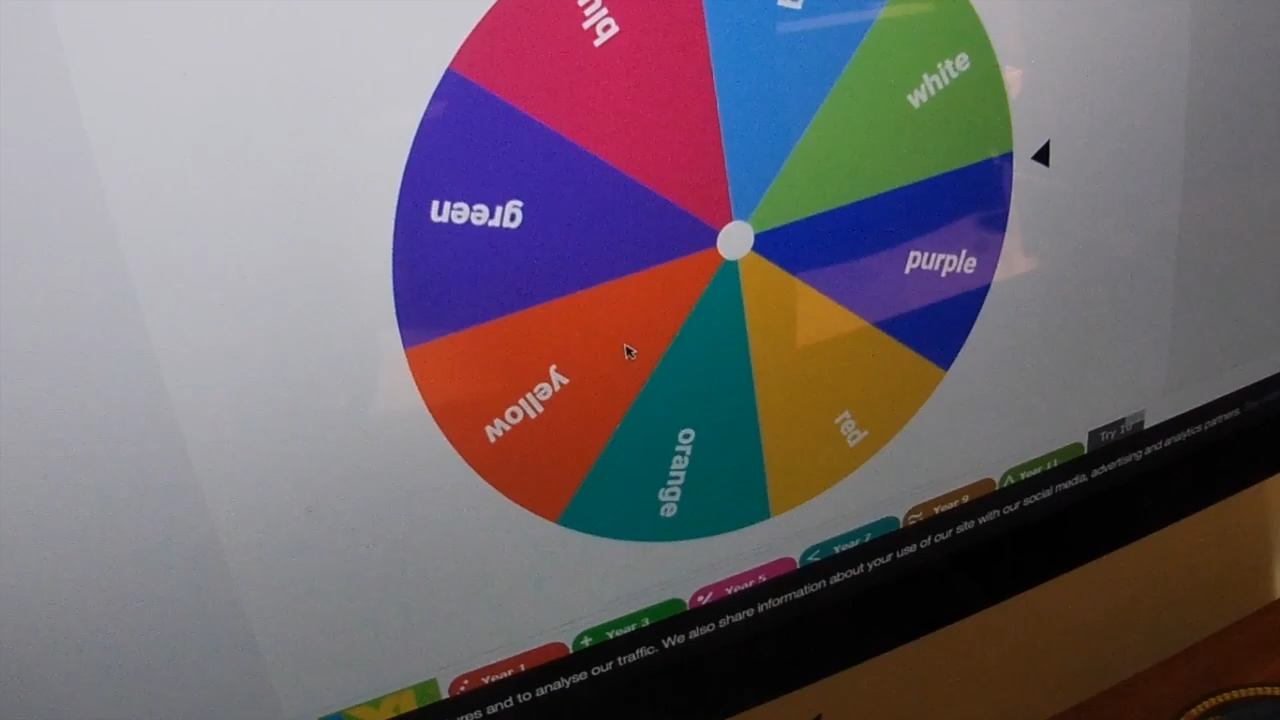 white
purple
red
orange
yellow
green
Try
Year 11
Year 9
Year 7
Year 5
Year 3
Year 1
and to analyse our traffic. We also share information about your use of our site with our social media, advertising and analytics partners.